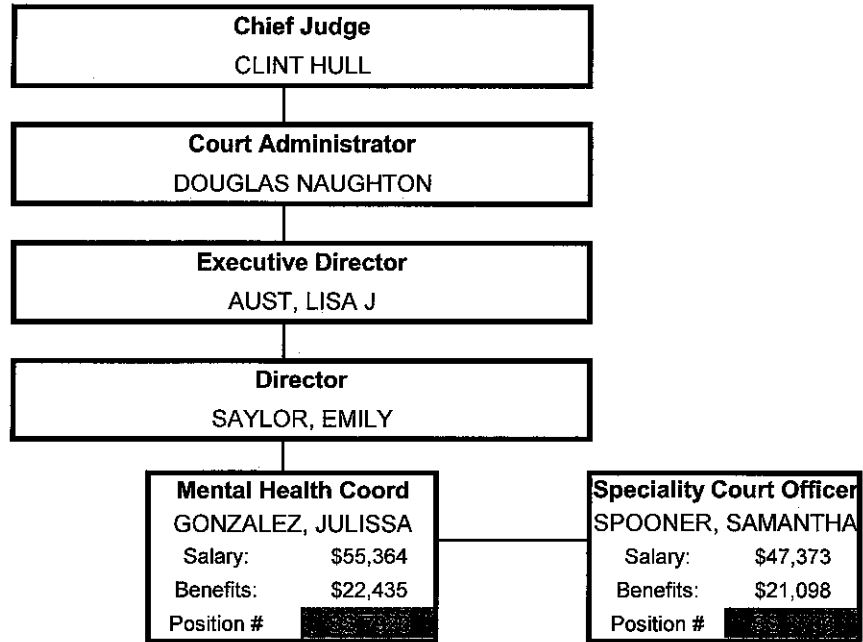 Chief Judge
CLINT HULL
Court Administrator
DOUGLAS NAUGHTON
Executive Director
AUST, LISA J
Director
SAYLOR, EMILY
Mental Health Coord
GONZALEZ, JULISSA
Salary: $55,364
Benefits: $22,435
Position #
Speciality Court Officer
SPOONER, SAMANTHA
Salary: $47,373
Benefits: $21,098
Position #